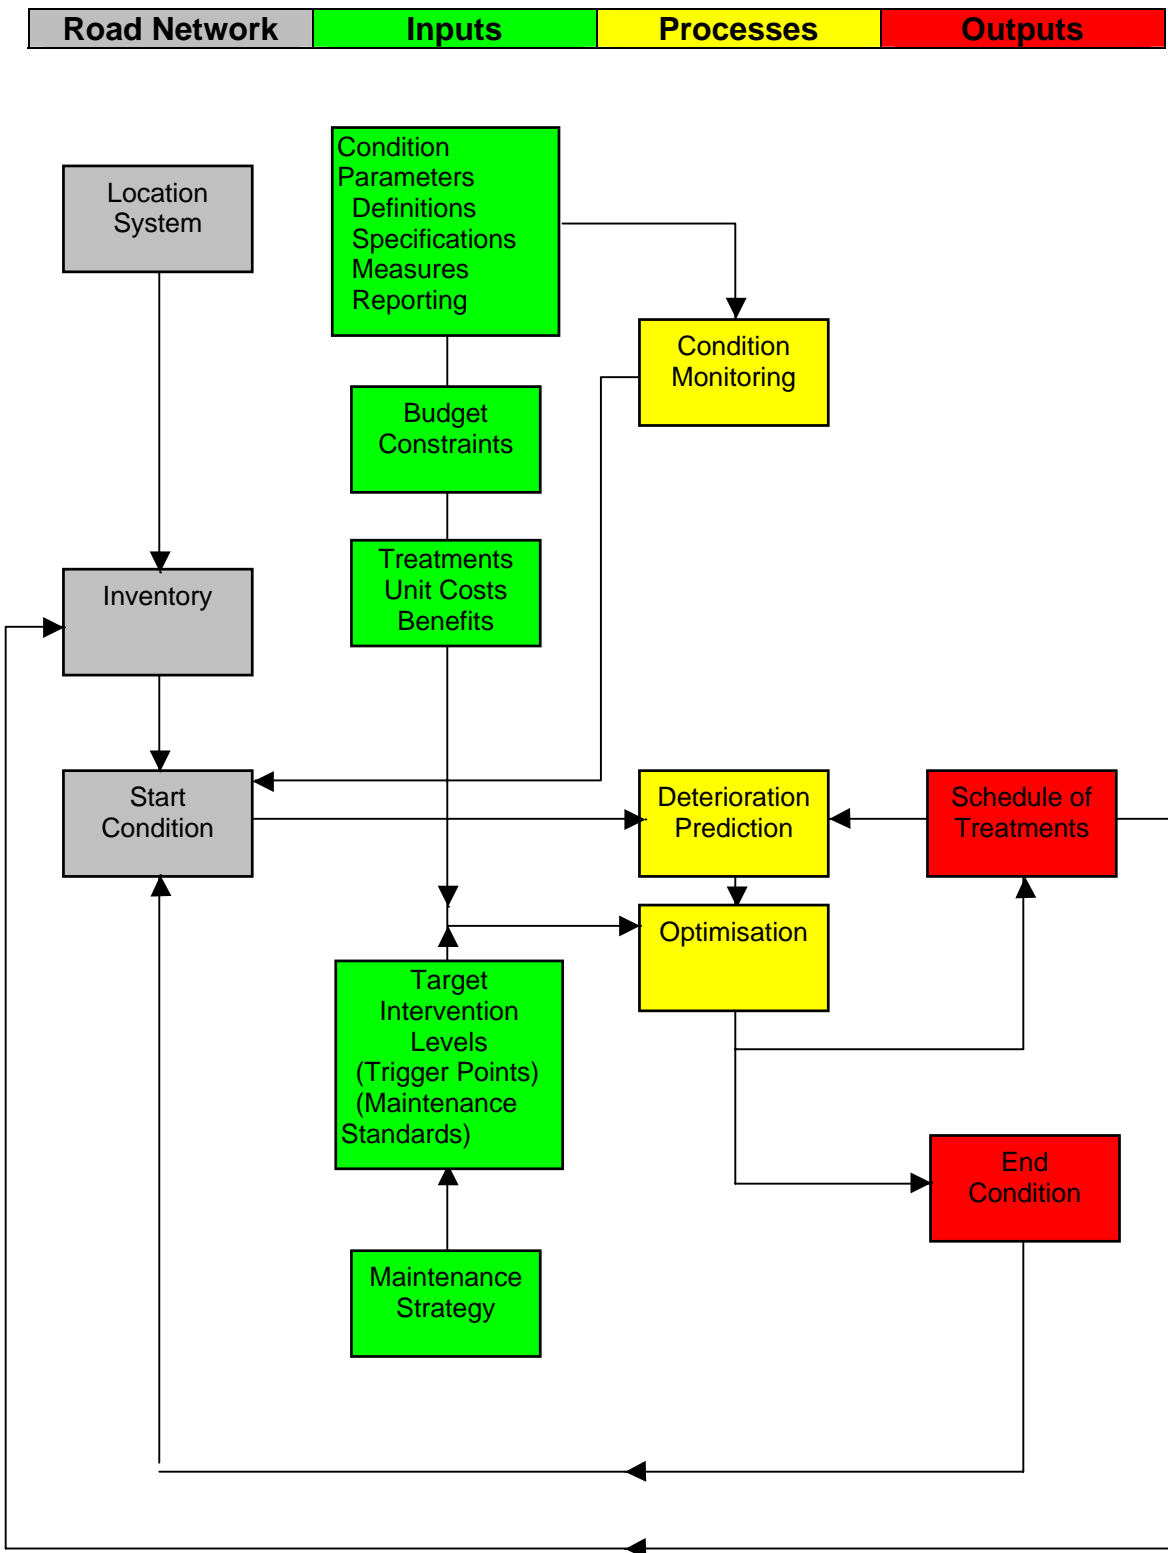 Road Network Inputs Processes Outputs
Condition
Parameters
Definitions
Specifications
Measures
Reporting
Location
System
Condition
Monitoring
Budget
Constraints
Treatments
Unit Costs
Benefits
Inventory
Start
Condition
Deterioration
Prediction
Schedule of
Treatments
Optimisation
Target
Intervention
Levels
(Trigger Points)
(Maintenance
Standards)
End
Condition
Maintenance
Strategy